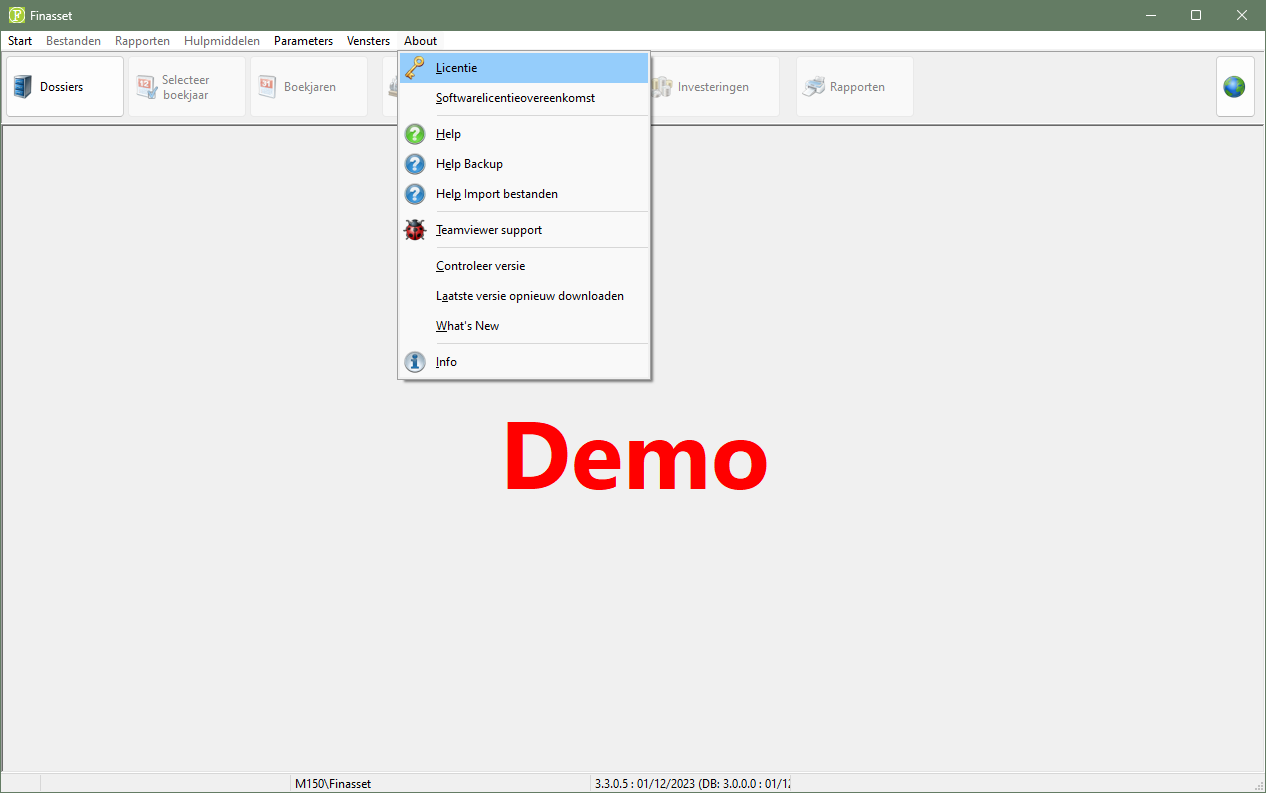 Finasset
Start Bestanden Rapporten Hulpmiddelen Parameters Vensters About
Dossiers
Selecteer
boekjaar
Boekjaren
Investeringen
Rapporten
Licentie
Softwarelicentieovereenkomst
Help
Help Backup
Help Import bestanden
Teamviewer support
Controleer versie
Laatste versie opnieuw downloaden
What's New
Info
Demo
M150\Finasset
3.3.0.5 : 01/12/2023 (DB: 3.0.0.0 : 01/12